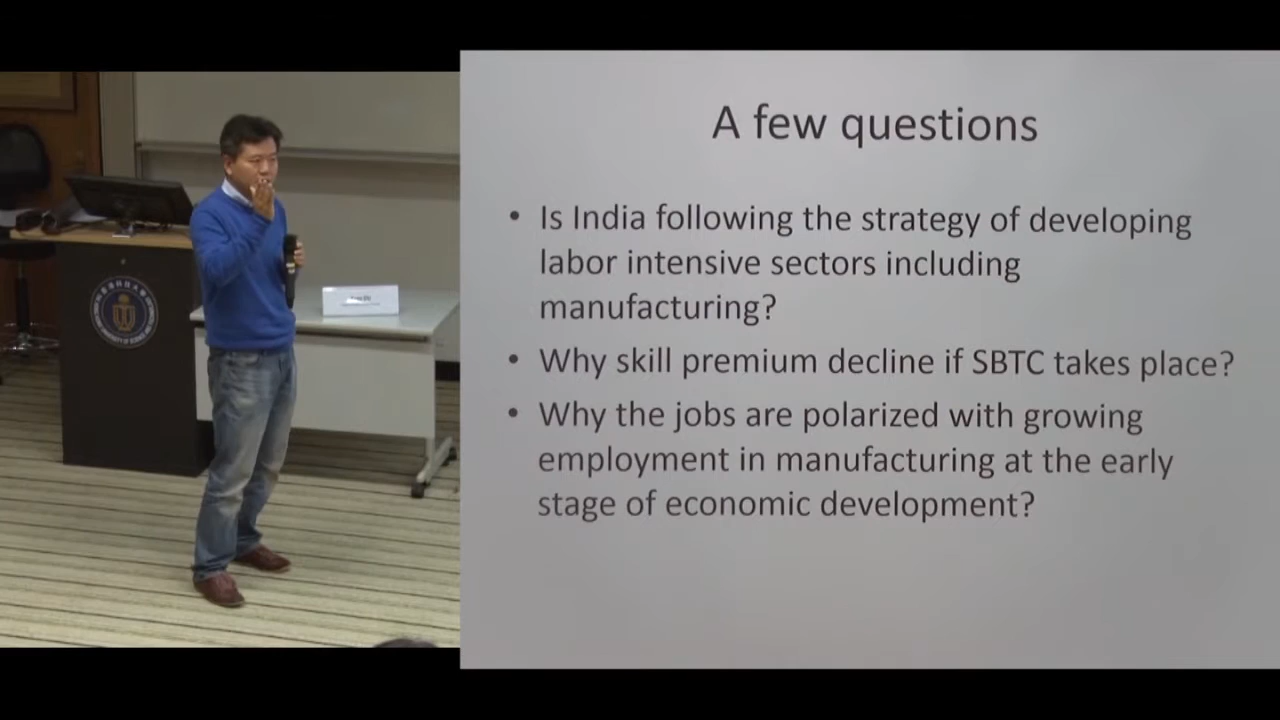 A few questions
• Is India following the strategy of developing
labor intensive sectors including
manufacturing?
• Why skill premium decline if SBTC takes place?
• Why the jobs are polarized with growing
employment in manufacturing at the early
stage of economic development?